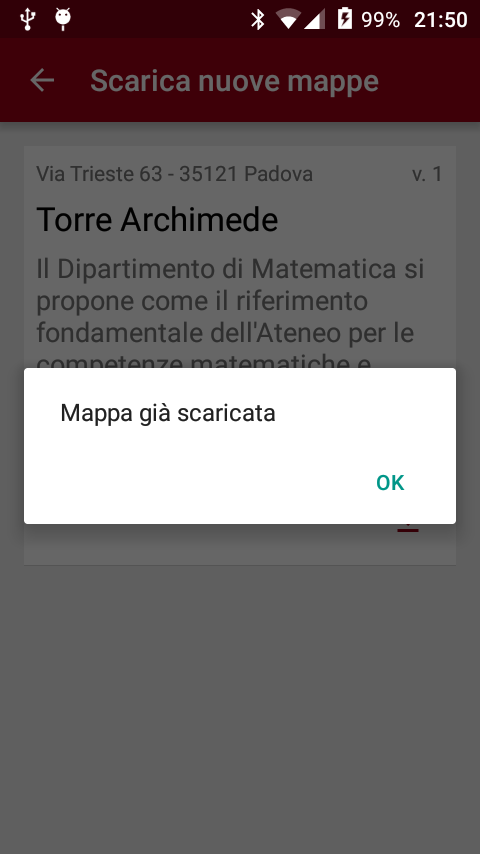 99% 21:50
Scarica nuove mappe
Via Trieste 63 - 35121 Padova v. 1
Torre Archimede
Il Dipartimento di Matematica si
propone come il riferimento
fondamentale dell'Ateneo per le
competenze matematiche e
Mappa già scaricata
OK